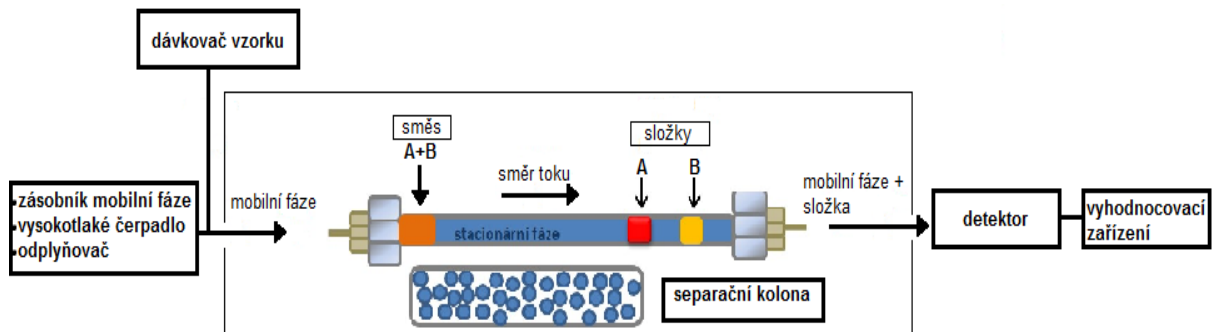 dávkovač vzorku
•zásobník mobilní fáze
•vysokotlaké čerpadlo
•odplyňovač
mobilní fáze
směs
A+B
směr toku
složky
A B
stacionární fáze
separační kolona
mobilní fáze +
složka
detektor
vyhodnocovací
zařízení